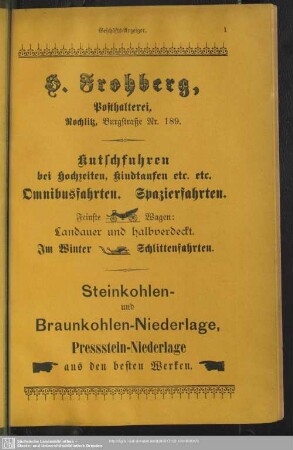 Geschäfts-Anzeiger. 1
H. Frohberg,
Posthalterei,
Rochlitz, Burgstraße Nr. 189.
Kutschfuhren
bei Hochzeiten, Kindtaufen etc. etc.
Omnibusfahrten. Spazierfahrten.
Feinste Wagen:
Landauer und halbverdeckt.
Im Winter Schlittenfahrten.
Steinkohlen-
und
Braunkohlen-Niederlage,
Pressstein-Niederlage
aus den besten Werken.